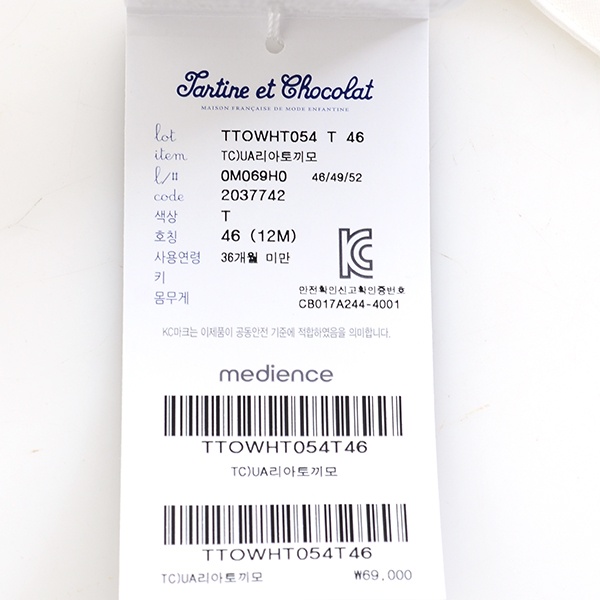 Tartine et Chocolat
MAISON FRANÇAISE DE MODE ENFANTINE
lot TTOWHT054 T 46
item TC)UA리아토끼모
l/# 0M069H0 46/49/52
code 2037742
색상 T
호칭 46 (12M)
사용연령 36개월 미만
키
몸무게
KC
안전확인신고확인증번호
CB017A244-4001
KC마크는 이제품이 공동안전 기준에 적합하였음을 의미합니다.
medience
TTOWHT054T46
TC)UA리아토끼모
TTOWHT054T46
TC)UA리아토끼모 ₩69,000